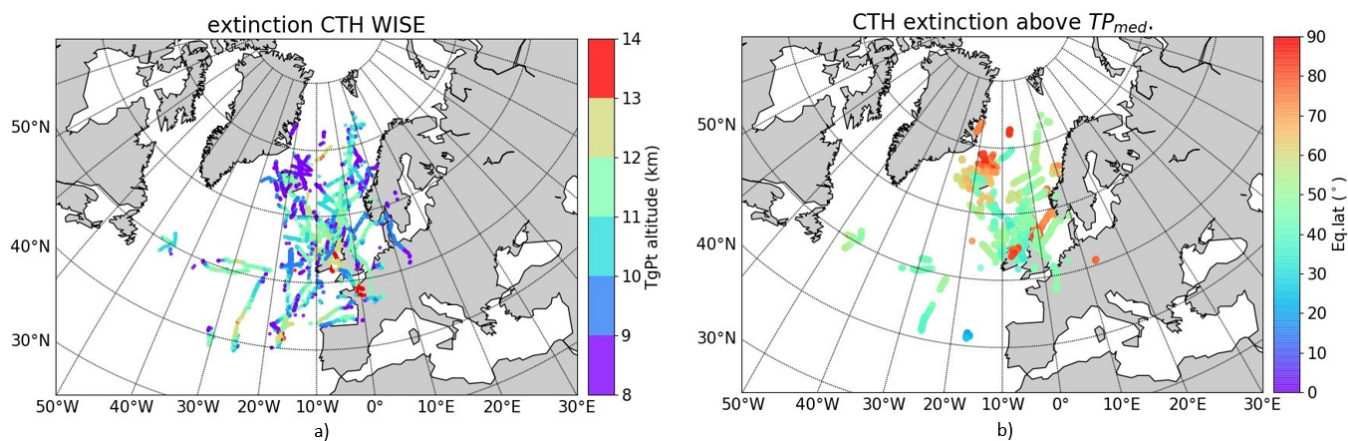 extinction CTH WISE
50°N
40°N
30°N
50°W 40°W 30°W 20°W 10°W 0° 10°E 20°E 30°E
14
13
12
11
10
9
8
TgPt altitude (km)
a)
CTH extinction above TPmed.
50°N
40°N
30°N
50°W 40°W 30°W 20°W 10°W 0° 10°E 20°E 30°E
90
80
70
60
50
40
30
20
10
0
Eq.lat (°)
b)